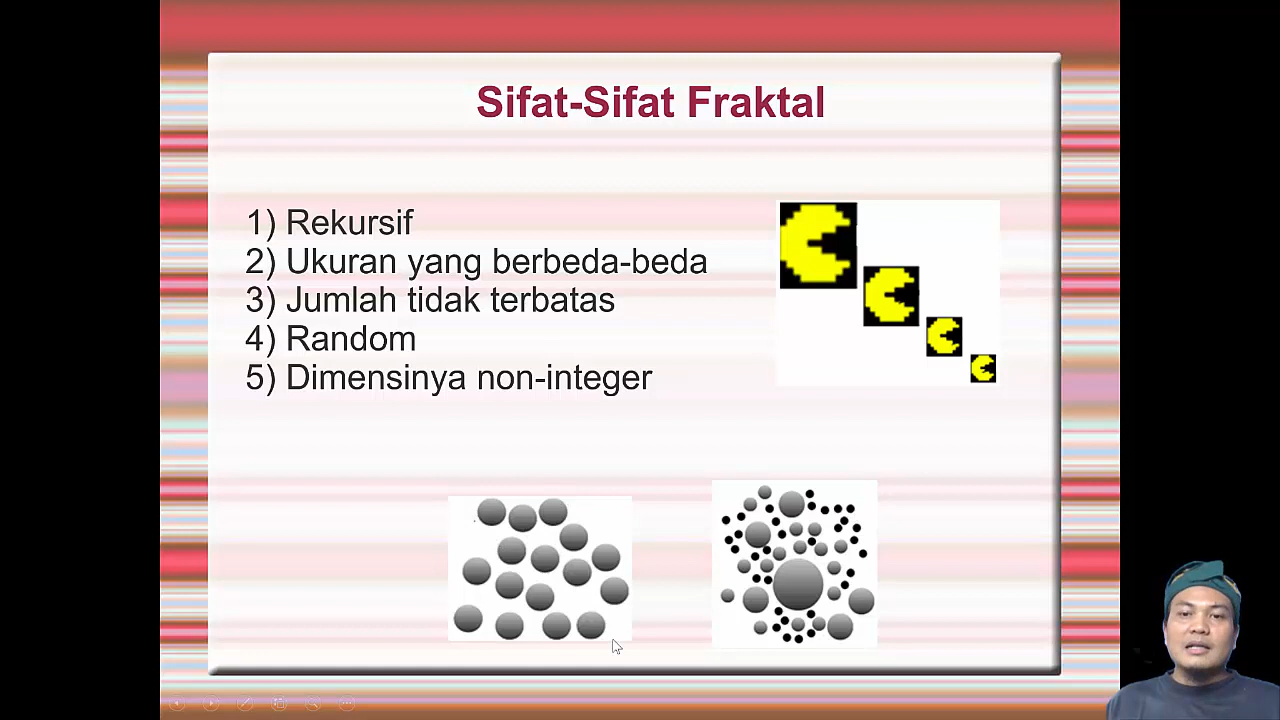 Sifat-Sifat Fraktal
1) Rekursif
2) Ukuran yang berbeda-beda
3) Jumlah tidak terbatas
4) Random
5) Dimensinya non-integer